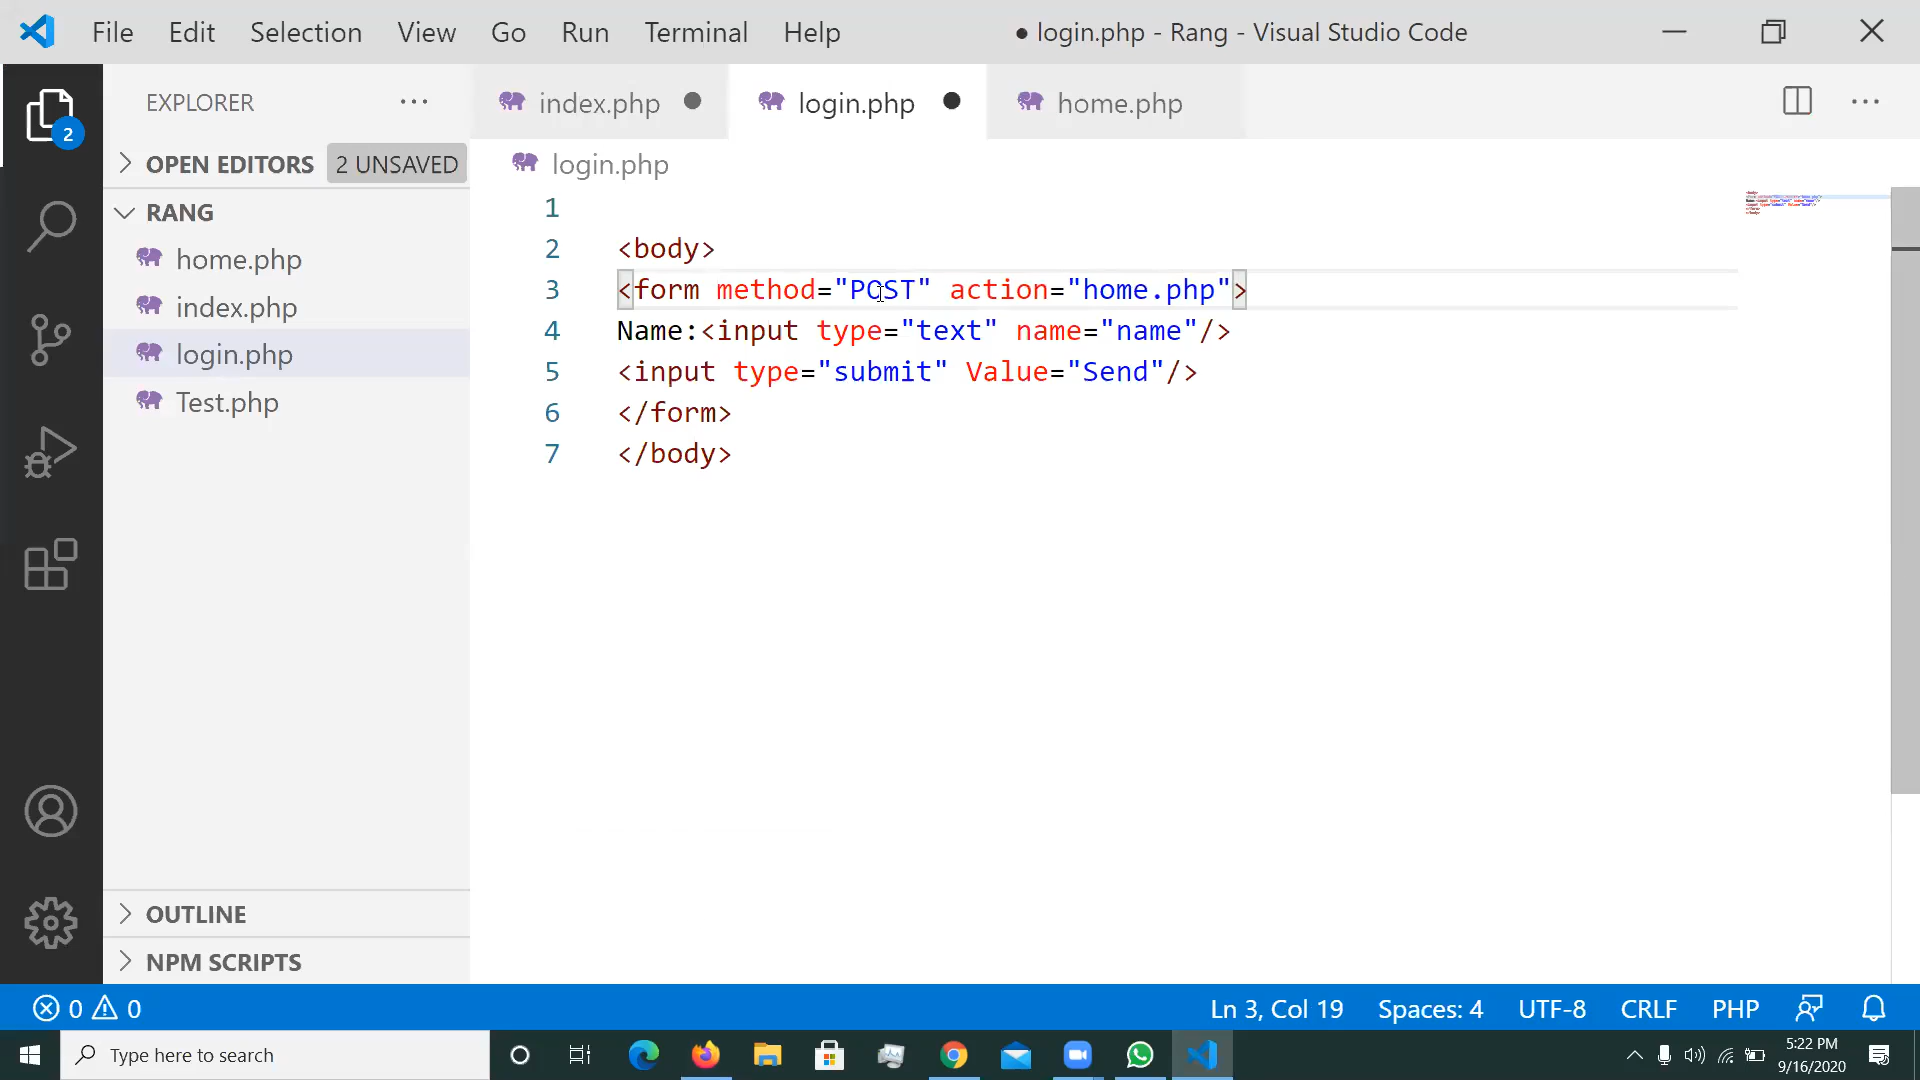 File Edit Selection View Go Run Terminal Help
● login.php - Rang - Visual Studio Code
EXPLORER
index.php
login.php
home.php
OPEN EDITORS 2 UNSAVED
login.php
RANG
home.php
index.php
login.php
Test.php
1
2 <body>
3 <form method="POST" action="home.php">
4 Name:<input type="text" name="name"/>
5 <input type="submit" Value="Send"/>
6 </form>
7 </body>
2
OUTLINE
NPM SCRIPTS
0 0
Ln 3, Col 19 Spaces: 4 UTF-8 CRLF PHP
Type here to search
5:22 PM
9/16/2020